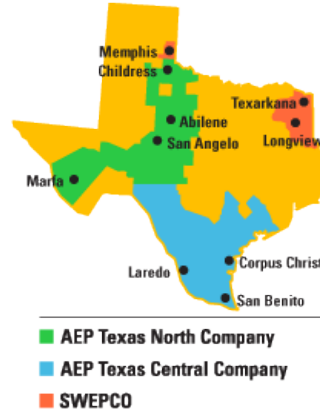 Memphis
Childress
Texarkana
Abilene
San Angelo
Longview
Marfa
Corpus Christ
Laredo
San Benito
AEP Texas North Company
AEP Texas Central Company
SWEPCO